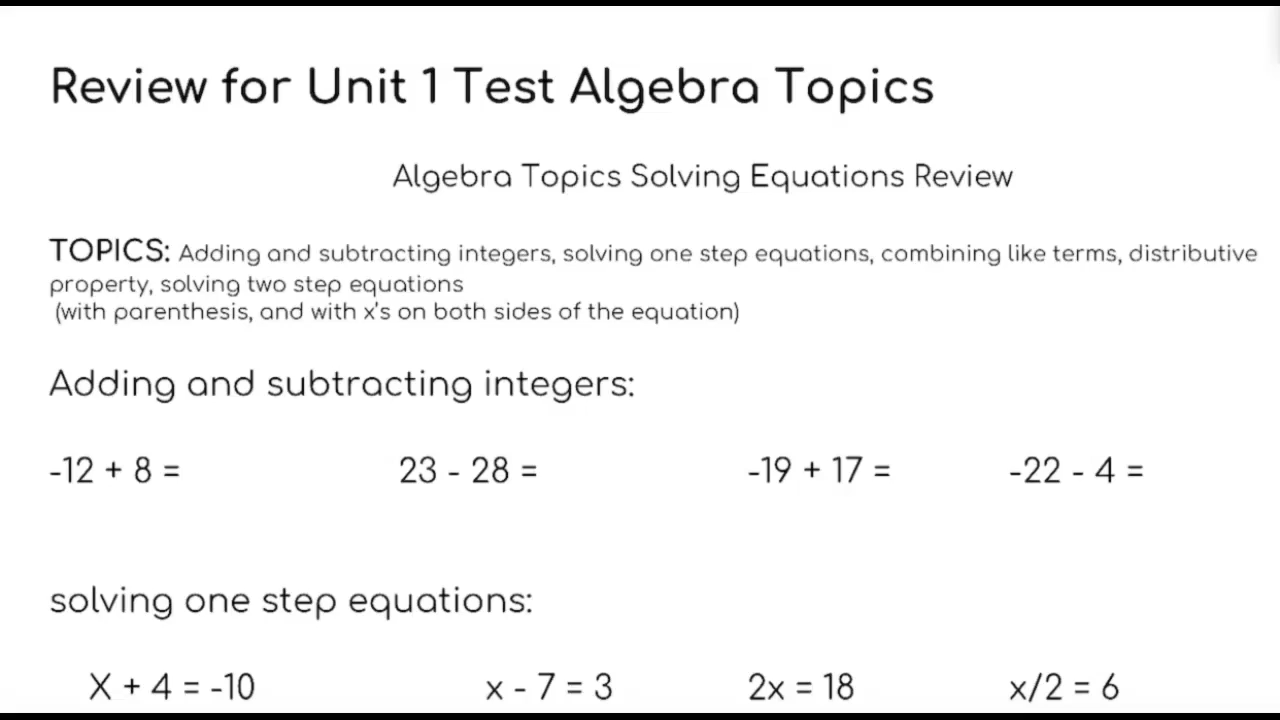 Review for Unit 1 Test Algebra Topics
Algebra Topics Solving Equations Review
TOPICS: Adding and subtracting integers, solving one step equations, combining like terms, distributive
property, solving two step equations
(with parenthesis, and with x's on both sides of the equation)
Adding and subtracting integers:
-12 + 8 = 23 - 28 = -19 + 17 = -22 - 4 =
solving one step equations:
X + 4 = -10 x - 7 = 3 2x = 18 x/2 = 6